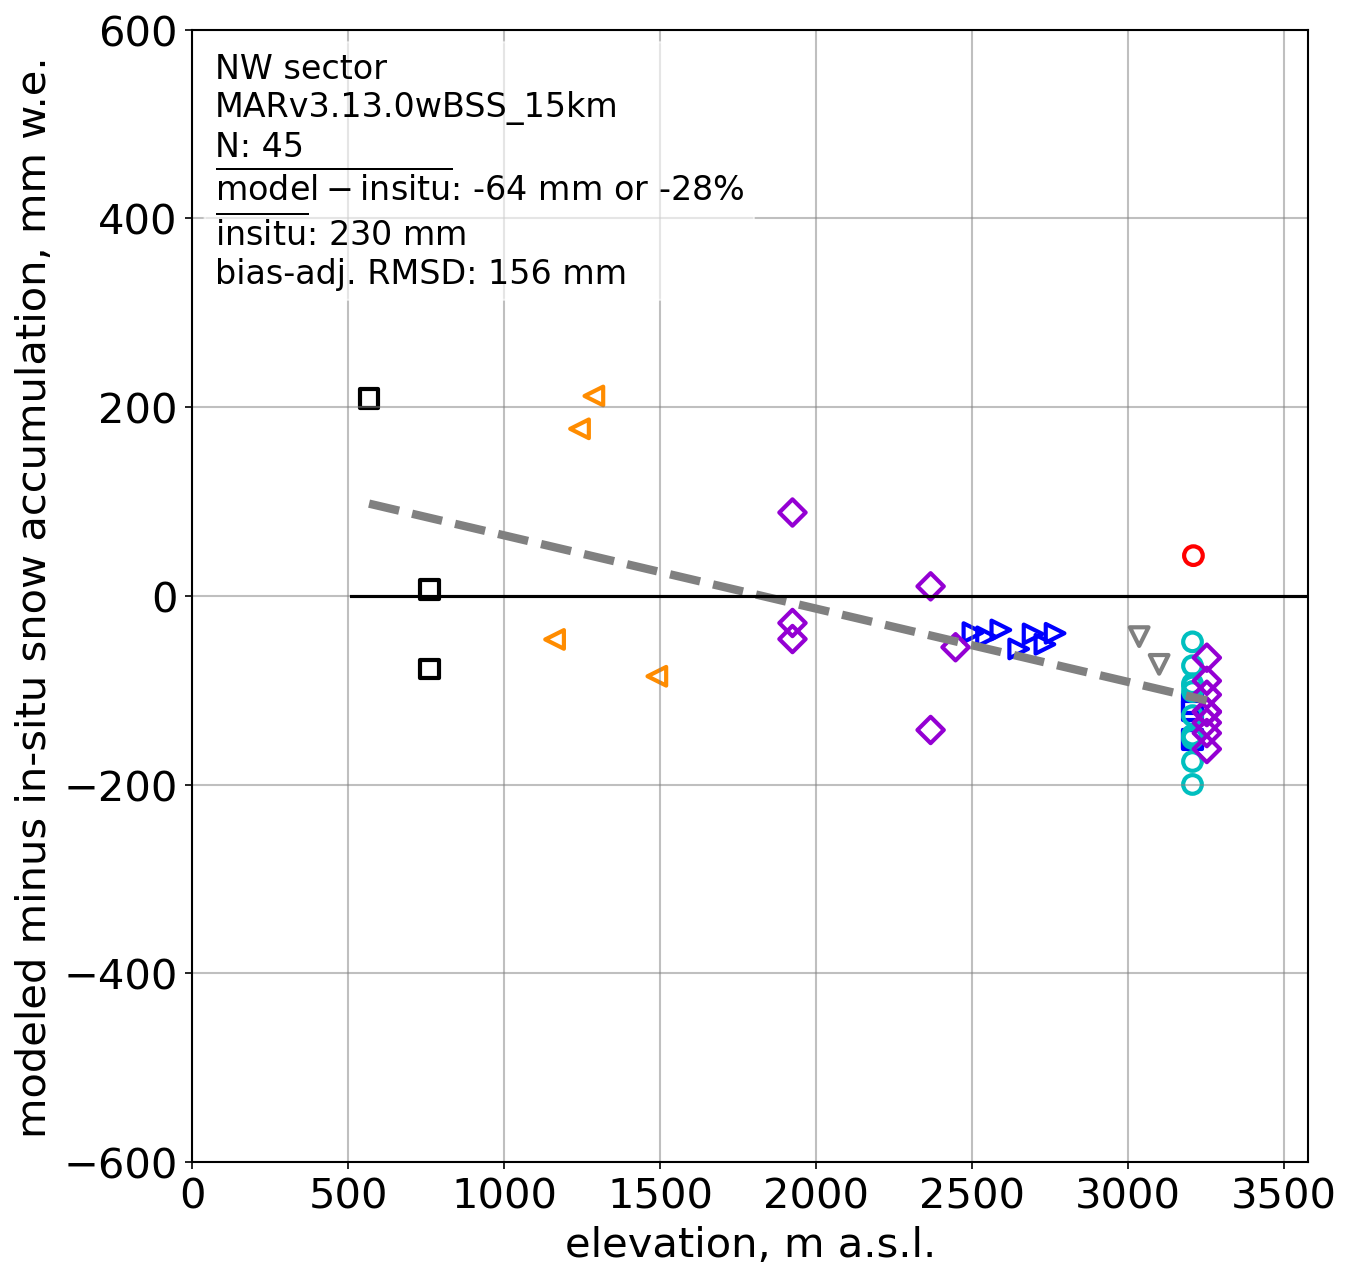 600
400
200
0
−200
−400
−600
modeled minus in-situ snow accumulation, mm w.e.
NW sector
MARv3.13.0wBSS_15km
N: 45
model − insitu: -64 mm or -28%
insitu: 230 mm
bias-adj. RMSD: 156 mm
0 500 1000 1500 2000 2500 3000 3500
elevation, m a.s.l.